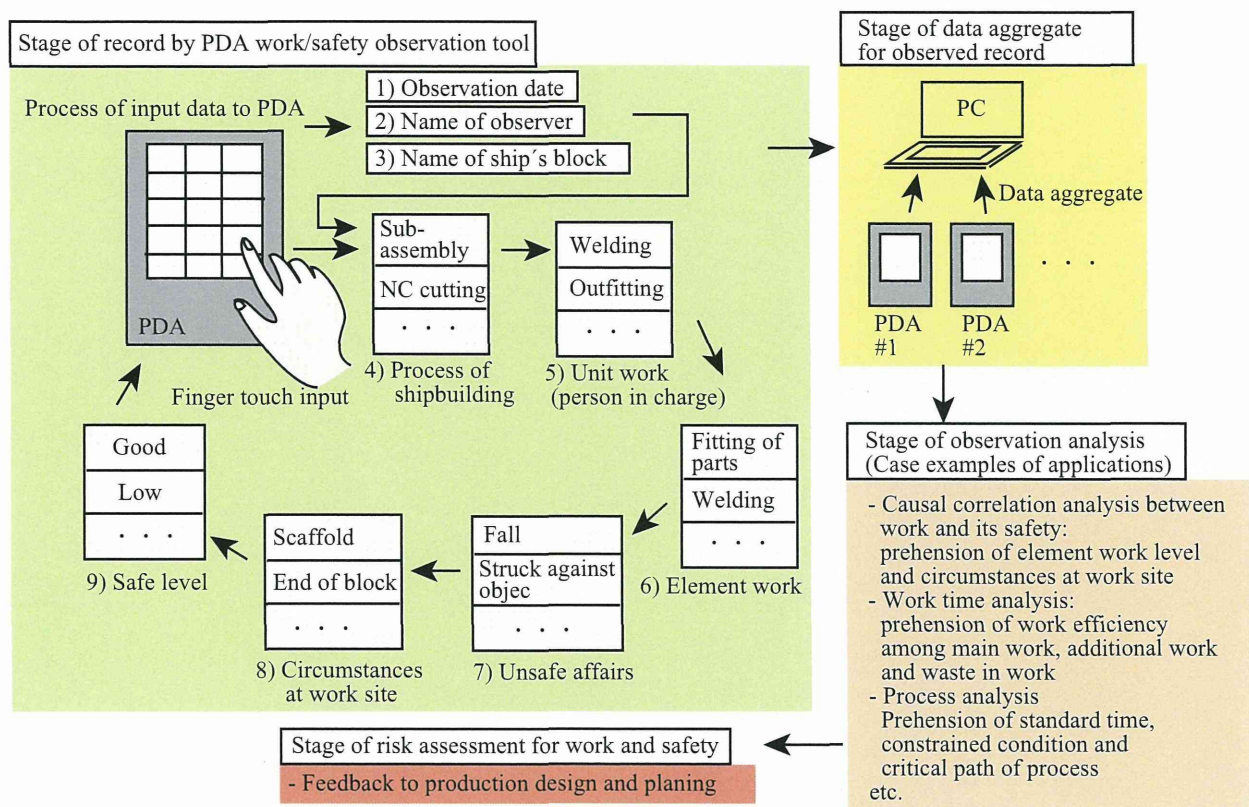 Stage of record by PDA work/safety observation tool
Process of input data to PDA
1) Observation date
2) Name of observer
3) Name of ship´s block
PDA
Finger touch input
Sub-
assembly
NC cutting
. . .
4) Process of
shipbuilding
Welding
Outfitting
. . .
5) Unit work
(person in charge)
Fitting of
parts
Welding
. . .
6) Element work
Fall
Struck against
objec
. . .
7) Unsafe affairs
Scaffold
End of block
. . .
8) Circumstances
at work site
Good
Low
. . .
9) Safe level
Stage of data aggregate
for observed record
PC
Data aggregate
PDA
#1
PDA
#2
. . .
Stage of observation analysis
(Case examples of applications)
- Causal correlation analysis between
work and its safety:
prehension of element work level
and circumstances at work site
- Work time analysis:
prehension of work efficiency
among main work, additional work
and waste in work
- Process analysis
Prehension of standard time,
constrained condition and
critical path of process
etc.
Stage of risk assessment for work and safety
- Feedback to production design and planing